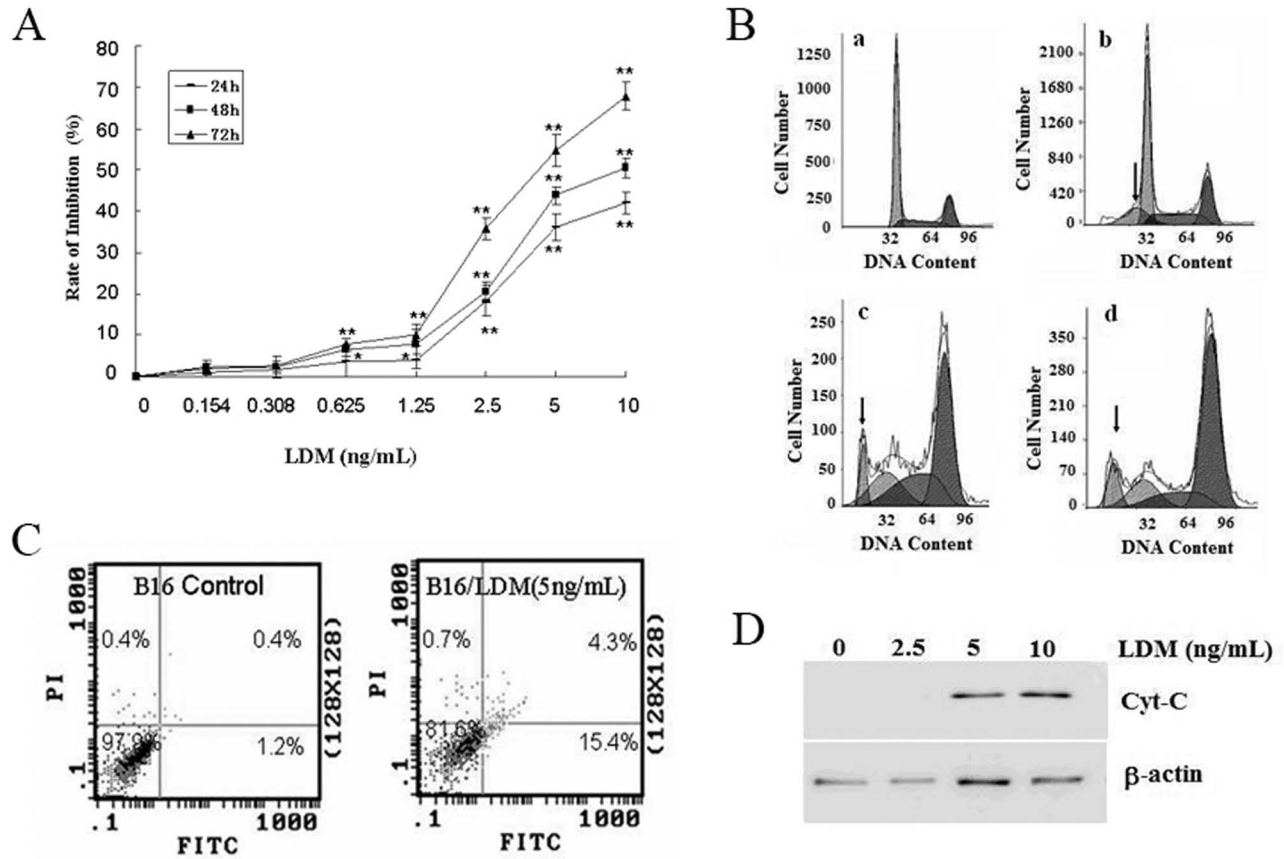 A
80
70
60
50
40
30
20
10
0
Rate of Inhibition (%)
24h
48h
72h
** ** ** ** ** ** ** ** ** ** ** * *
0 0.154 0.308 0.625 1.25 2.5 5 10
LDM (ng/mL)
B
a
1250
1000
750
500
250
0
Cell Number
32 64 96
DNA Content
b
2100
1680
1260
840
420
0
Cell Number
32 64 96
DNA Content
c
250
200
150
100
50
0
Cell Number
32 64 96
DNA Content
d
350
280
210
140
70
0
Cell Number
32 64 96
DNA Content
C
B16 Control
0.4% 0.4%
97.9% 1.2%
1000
PI
.1
.1 1000
FITC
(128X128)
B16/LDM(5ng/mL)
0.7% 4.3%
81.6% 15.4%
1000
PI
.1
.1 1000
FITC
(128X128)
D
0 2.5 5 10 LDM (ng/mL)
Cyt-C
β-actin